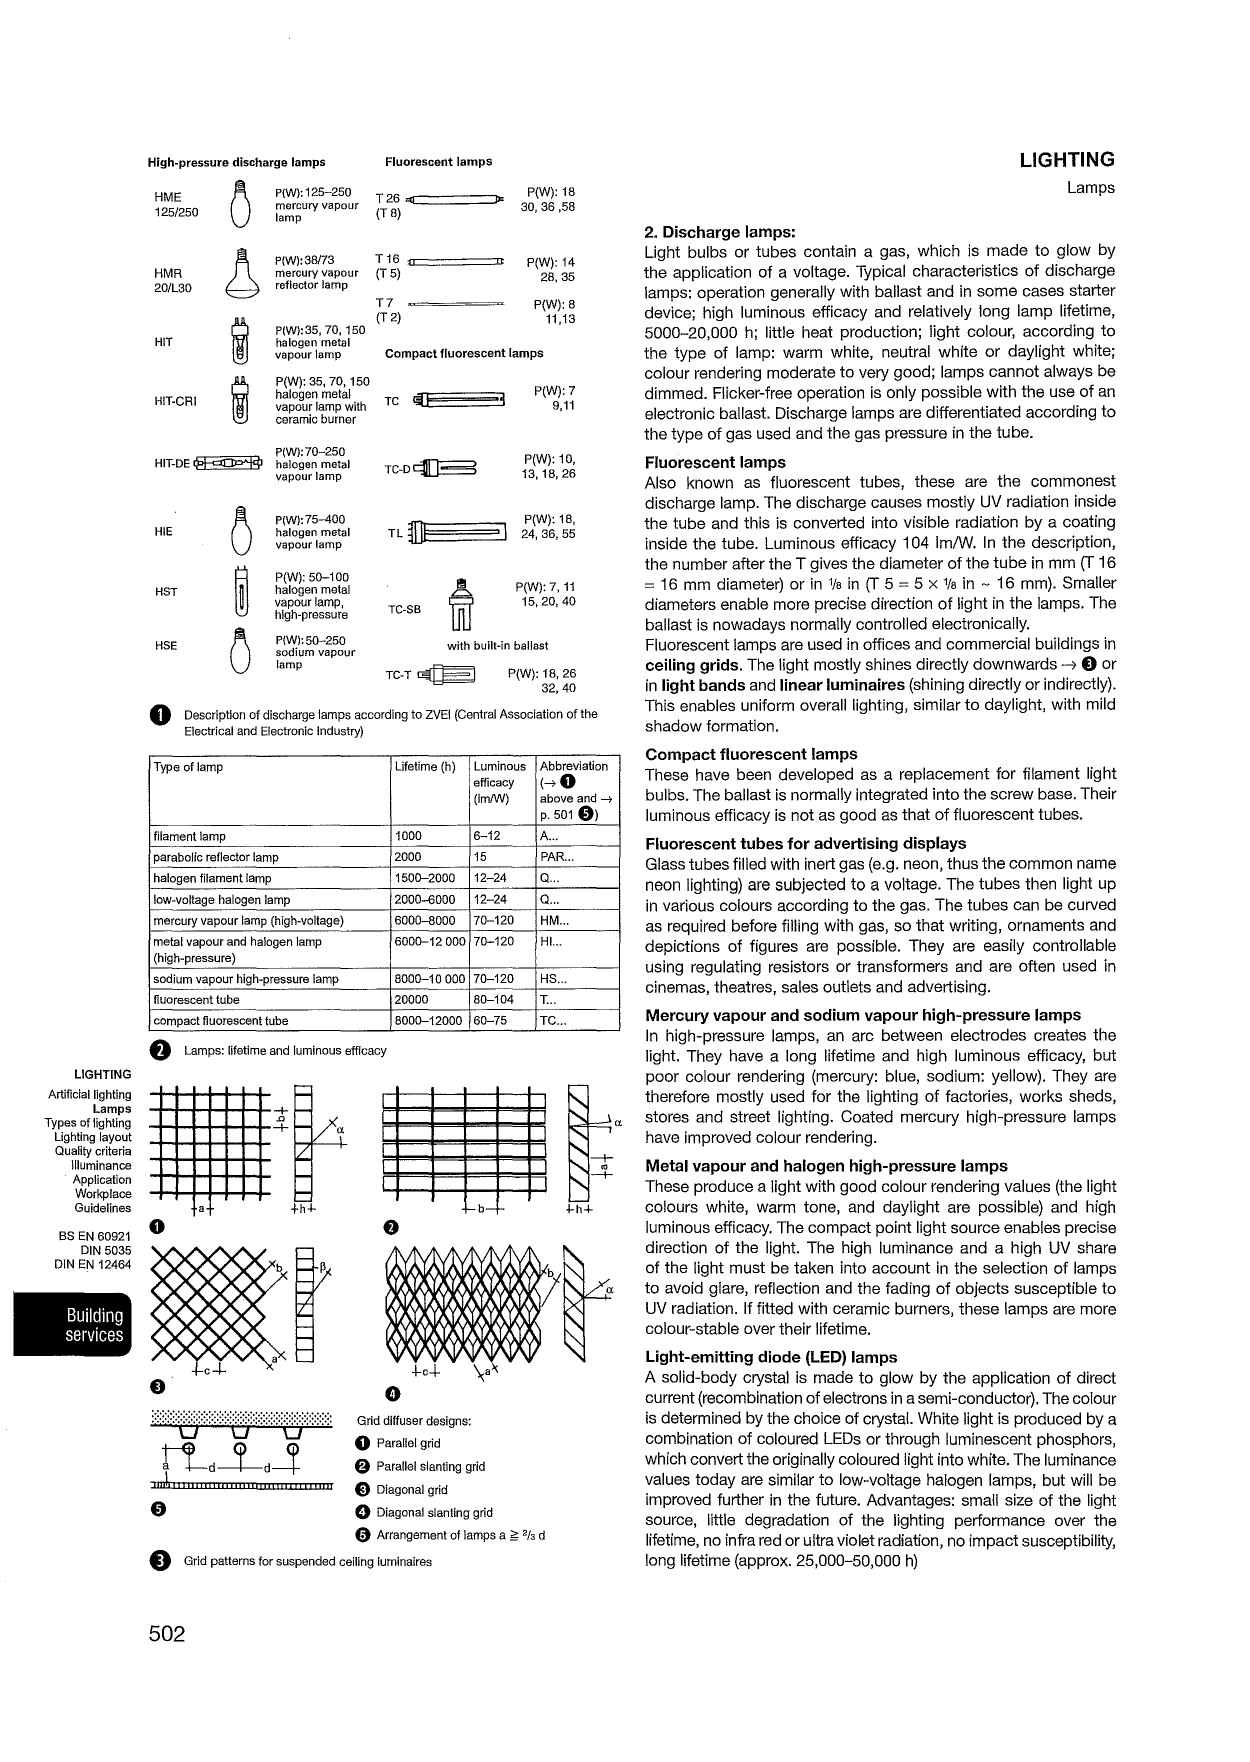 LIGHTING
Lamps
High-pressure discharge lamps
HME
125/250
P(W): 125–250
mercury vapour
lamp
HMR
20/L30
P(W): 38/73
mercury vapour
reflector lamp
HIT
P(W): 35, 70, 150
halogen metal
vapour lamp
HIT-CRI
P(W): 35, 70, 150
halogen metal
vapour lamp with
ceramic burner
HIT-DE
P(W): 70–250
halogen metal
vapour lamp
HIE
P(W): 75–400
halogen metal
vapour lamp
HST
P(W): 50–100
halogen metal
vapour lamp,
high-pressure
HSE
P(W): 50–250
sodium vapour
lamp
Fluorescent lamps
T 26
(T 8)
P(W): 18
30, 36 ,58
T 16
(T 5)
P(W): 14
28, 35
T 7
(T 2)
P(W): 8
11,13
Compact fluorescent lamps
TC
P(W): 7
9,11
TC-D
P(W): 10,
13, 18, 26
TL
P(W): 18,
24, 36, 55
TC-SB
P(W): 7, 11
15, 20, 40
with built-in ballast
TC-T
P(W): 18, 26
32, 40
1 Description of discharge lamps according to ZVEI (Central Association of the
Electrical and Electronic Industry)
Type of lamp | Lifetime (h) | Luminous efficacy (lm/W) | Abbreviation (→ 1 above and → p. 501 5)
filament lamp | 1000 | 6–12 | A...
parabolic reflector lamp | 2000 | 15 | PAR...
halogen filament lamp | 1500–2000 | 12–24 | Q...
low-voltage halogen lamp | 2000–6000 | 12–24 | Q...
mercury vapour lamp (high-voltage) | 6000–8000 | 70–120 | HM...
metal vapour and halogen lamp (high-pressure) | 6000–12 000 | 70–120 | HI...
sodium vapour high-pressure lamp | 8000–10 000 | 70–120 | HS...
fluorescent tube | 20000 | 80–104 | T...
compact fluorescent tube | 8000–12000 | 60–75 | TC...
2 Lamps: lifetime and luminous efficacy
LIGHTING
Artificial lighting
Lamps
Types of lighting
Lighting layout
Quality criteria
Illuminance
Application
Workplace
Guidelines
BS EN 60921
DIN 5035
DIN EN 12464
Building
services
a
b
h
α
1
b
a
h
α
2
b
β
c
a
3
b
α
c
a
4
a
d
d
5
Grid diffuser designs:
1 Parallel grid
2 Parallel slanting grid
3 Diagonal grid
4 Diagonal slanting grid
5 Arrangement of lamps a ≧ 2/3 d
3 Grid patterns for suspended ceiling luminaires
2. Discharge lamps:
Light bulbs or tubes contain a gas, which is made to glow by
the application of a voltage. Typical characteristics of discharge
lamps: operation generally with ballast and in some cases starter
device; high luminous efficacy and relatively long lamp lifetime,
5000–20,000 h; little heat production; light colour, according to
the type of lamp: warm white, neutral white or daylight white;
colour rendering moderate to very good; lamps cannot always be
dimmed. Flicker-free operation is only possible with the use of an
electronic ballast. Discharge lamps are differentiated according to
the type of gas used and the gas pressure in the tube.
Fluorescent lamps
Also known as fluorescent tubes, these are the commonest
discharge lamp. The discharge causes mostly UV radiation inside
the tube and this is converted into visible radiation by a coating
inside the tube. Luminous efficacy 104 lm/W. In the description,
the number after the T gives the diameter of the tube in mm (T 16
= 16 mm diameter) or in 1/8 in (T 5 = 5 × 1/8 in ~ 16 mm). Smaller
diameters enable more precise direction of light in the lamps. The
ballast is nowadays normally controlled electronically.
Fluorescent lamps are used in offices and commercial buildings in
ceiling grids. The light mostly shines directly downwards → 3 or
in light bands and linear luminaires (shining directly or indirectly).
This enables uniform overall lighting, similar to daylight, with mild
shadow formation.
Compact fluorescent lamps
These have been developed as a replacement for filament light
bulbs. The ballast is normally integrated into the screw base. Their
luminous efficacy is not as good as that of fluorescent tubes.
Fluorescent tubes for advertising displays
Glass tubes filled with inert gas (e.g. neon, thus the common name
neon lighting) are subjected to a voltage. The tubes then light up
in various colours according to the gas. The tubes can be curved
as required before filling with gas, so that writing, ornaments and
depictions of figures are possible. They are easily controllable
using regulating resistors or transformers and are often used in
cinemas, theatres, sales outlets and advertising.
Mercury vapour and sodium vapour high-pressure lamps
In high-pressure lamps, an arc between electrodes creates the
light. They have a long lifetime and high luminous efficacy, but
poor colour rendering (mercury: blue, sodium: yellow). They are
therefore mostly used for the lighting of factories, works sheds,
stores and street lighting. Coated mercury high-pressure lamps
have improved colour rendering.
Metal vapour and halogen high-pressure lamps
These produce a light with good colour rendering values (the light
colours white, warm tone, and daylight are possible) and high
luminous efficacy. The compact point light source enables precise
direction of the light. The high luminance and a high UV share
of the light must be taken into account in the selection of lamps
to avoid glare, reflection and the fading of objects susceptible to
UV radiation. If fitted with ceramic burners, these lamps are more
colour-stable over their lifetime.
Light-emitting diode (LED) lamps
A solid-body crystal is made to glow by the application of direct
current (recombination of electrons in a semi-conductor). The colour
is determined by the choice of crystal. White light is produced by a
combination of coloured LEDs or through luminescent phosphors,
which convert the originally coloured light into white. The luminance
values today are similar to low-voltage halogen lamps, but will be
improved further in the future. Advantages: small size of the light
source, little degradation of the lighting performance over the
lifetime, no infra red or ultra violet radiation, no impact susceptibility,
long lifetime (approx. 25,000–50,000 h)
502